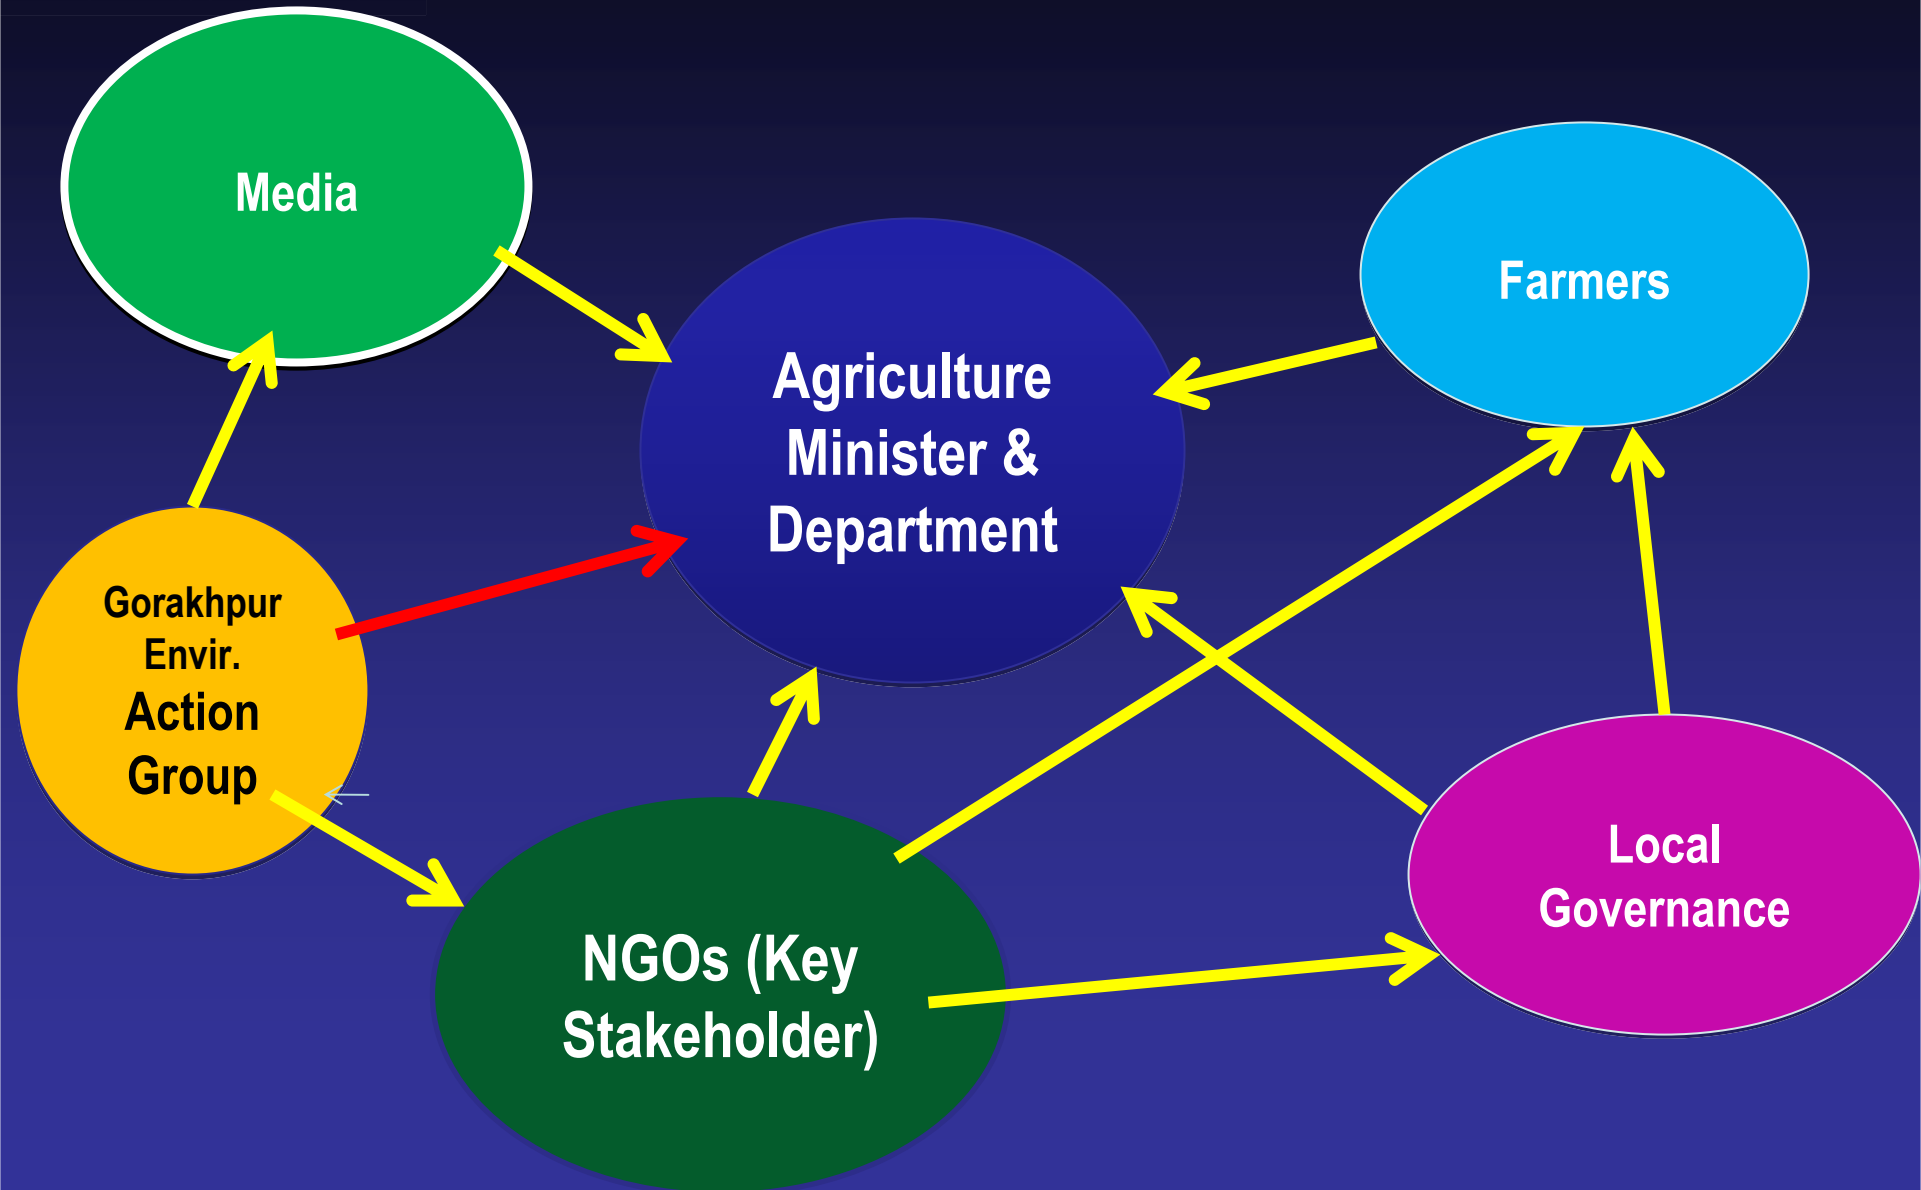 Media
Farmers
Agriculture
Minister &
Department
Gorakhpur
Envir.
Action
Group
Local
Governance
NGOs (Key
Stakeholder)